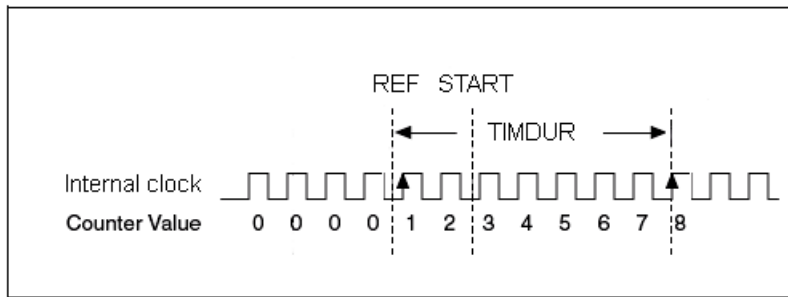 REF START
TIMDUR
Internal clock
Counter Value 0 0 0 0 1 2 3 4 5 6 7 8